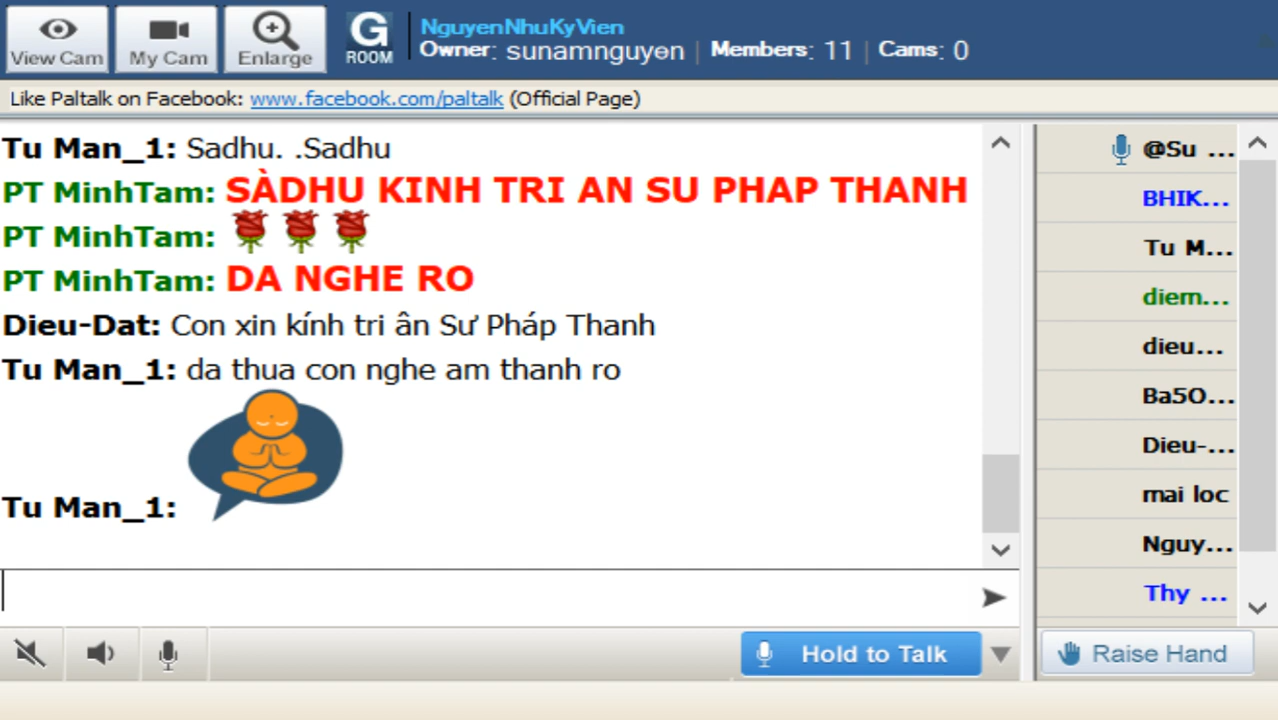 View Cam
My Cam
Enlarge
G
ROOM
NguyenNhuKyVien
Owner: sunamnguyen | Members: 11 | Cams: 0
Like Paltalk on Facebook: www.facebook.com/paltalk (Official Page)
Tu Man_1: Sadhu. .Sadhu
PT MinhTam: SÀDHU KINH TRI AN SU PHAP THANH
PT MinhTam:
PT MinhTam: DA NGHE RO
Dieu-Dat: Con xin kính tri ân Sư Pháp Thanh
Tu Man_1: da thua con nghe am thanh ro
Tu Man_1:
@Su ...
BHIK...
Tu M...
diem...
dieu...
Ba5O...
Dieu-...
mai loc
Nguy...
Thy ...
Hold to Talk
Raise Hand